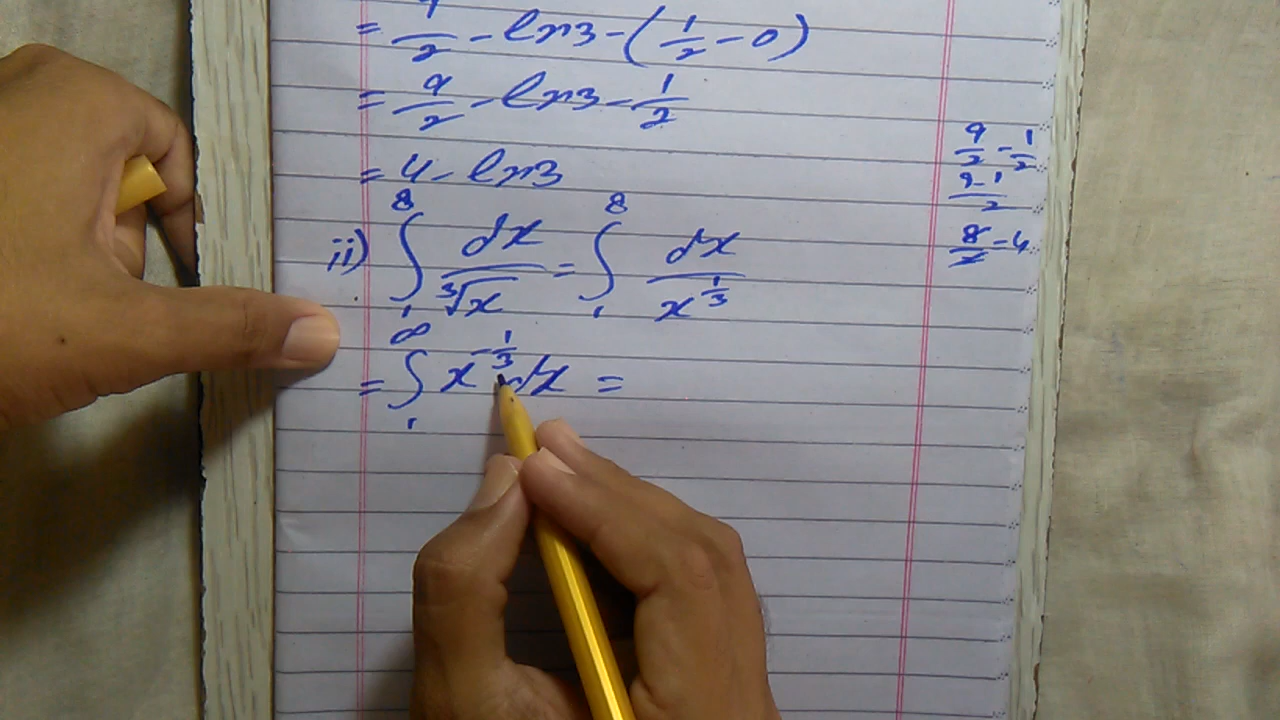 = 9/2 - ln3 - (1/2 - 0)
= 9/2 - ln3 - 1/2
= 4 - ln3
ii) ∫₁⁸ dx/∛x = ∫₁⁸ dx/x^(1/3)
= ∫₁^∞ x^(-1/3) dx =
9/2 - 1/2
9-1/2
8/2 = 4